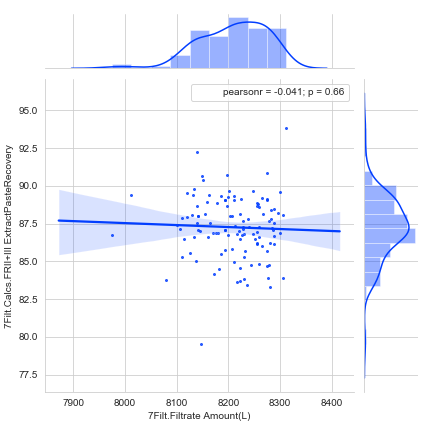 pearsonr = -0.041; p = 0.66
95.0
92.5
90.0
87.5
85.0
82.5
80.0
77.5
7Filt.Calcs.FRII+III ExtractPasteRecovery
7900 8000 8100 8200 8300 8400
7Filt.Filtrate Amount(L)